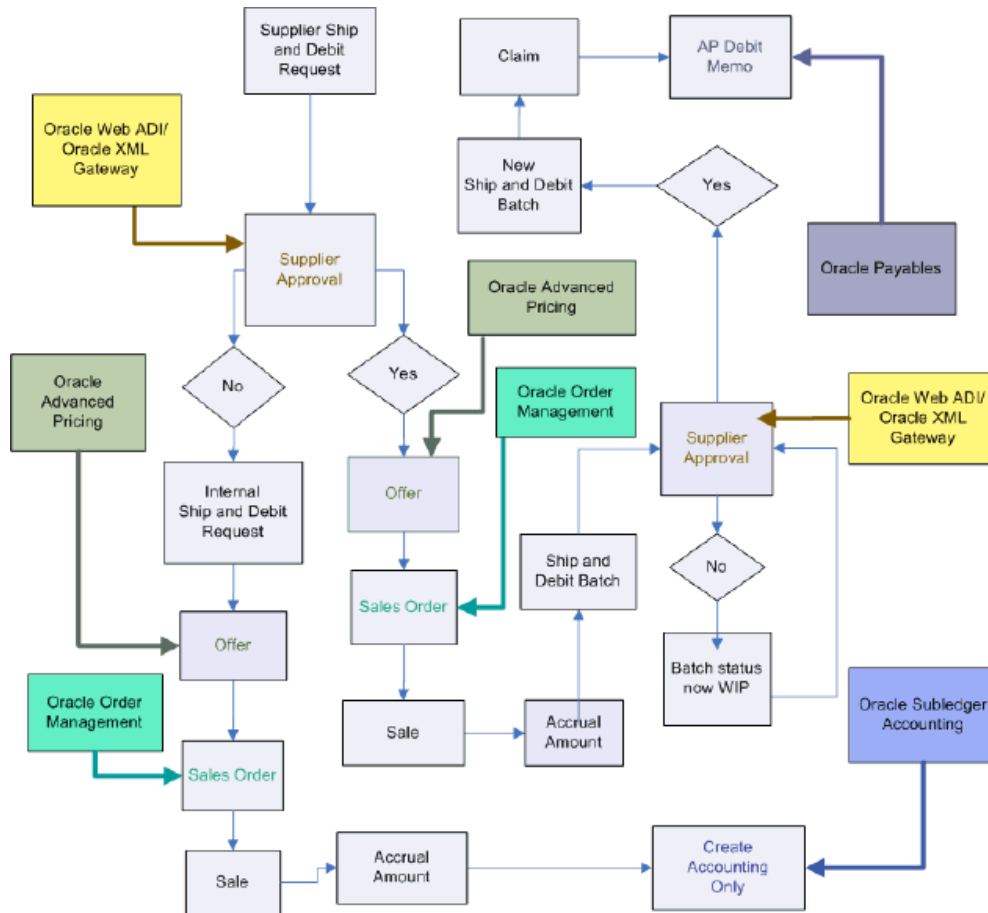 Supplier Ship
and Debit
Request
Claim
AP Debit
Memo
Oracle Web ADI/
Oracle XML
Gateway
New
Ship and Debit
Batch
Yes
Supplier
Approval
Oracle Advanced
Pricing
Oracle Payables
No
Yes
Oracle
Advanced
Pricing
Oracle Order
Management
Supplier
Approval
Oracle Web ADI/
Oracle XML
Gateway
Internal
Ship and Debit
Request
Offer
Ship and
Debit Batch
No
Sales Order
Offer
Batch status
now WIP
Oracle Order
Management
Sale
Accrual
Amount
Oracle Subledger
Accounting
Sales Order
Sale
Accrual
Amount
Create
Accounting
Only